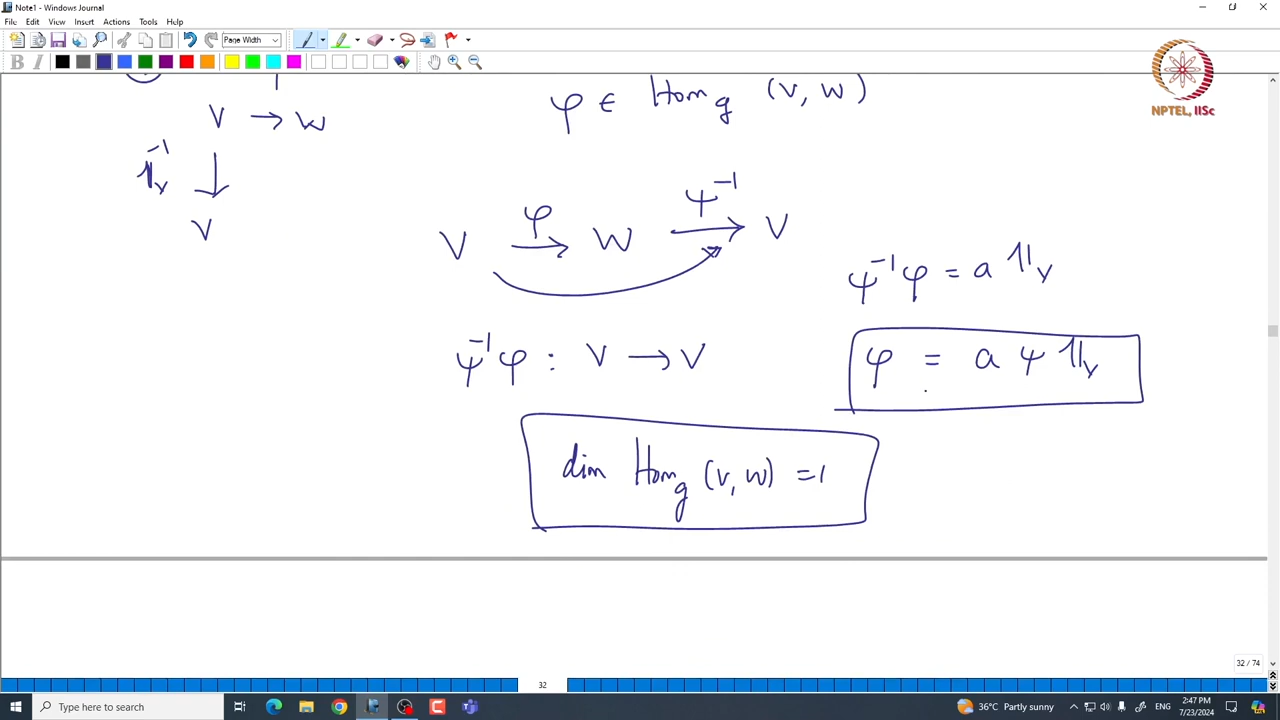 Note1 - Windows Journal
File Edit View Insert Actions Tools Help
Page Width
B I
NPTEL, IISc
V → W
φ ∈ Hom_g (V, W)
𝟙_V^{-1} ↓
V
V →^φ W →^{ψ^{-1}} V
ψ^{-1}φ = a 𝟙_V
ψ^{-1}φ : V → V
φ = a ψ 𝟙_V
dim Hom_g (V, W) = 1
32 / 74
32
Type here to search
36°C Partly sunny
2:47 PM
7/23/2024